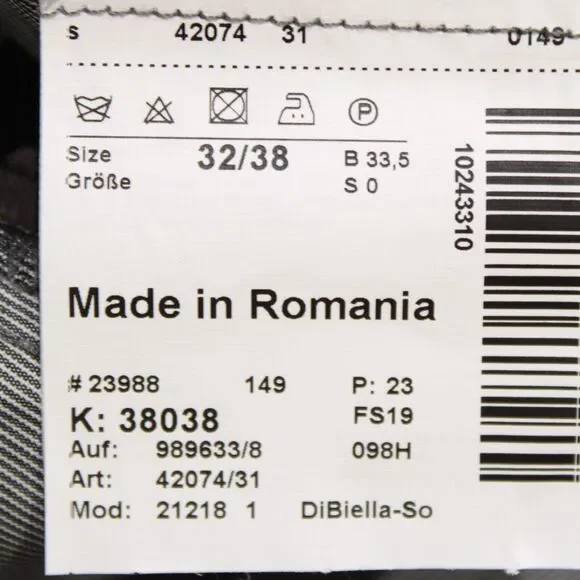 s 42074 31 0149
P
Size 32/38 B 33,5
Größe S 0
10243310
Made in Romania
# 23988 149 P: 23
K: 38038 FS19
Auf: 989633/8 098H
Art: 42074/31
Mod: 21218 1 DiBiella-So